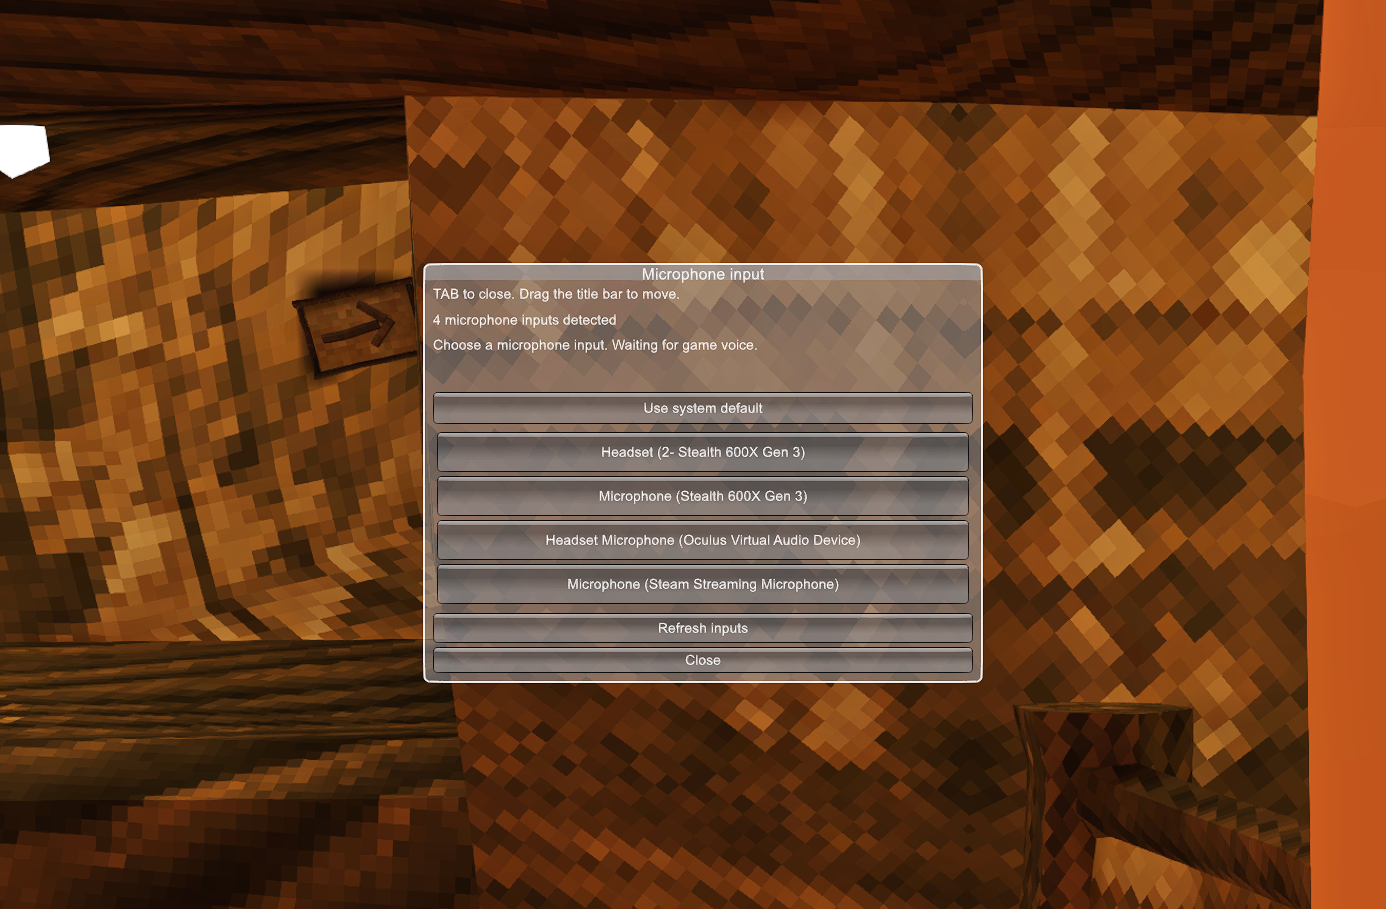 Microphone input
TAB to close. Drag the title bar to move.
4 microphone inputs detected
Choose a microphone input. Waiting for game voice.
Use system default
Headset (2- Stealth 600X Gen 3)
Microphone (Stealth 600X Gen 3)
Headset Microphone (Oculus Virtual Audio Device)
Microphone (Steam Streaming Microphone)
Refresh inputs
Close